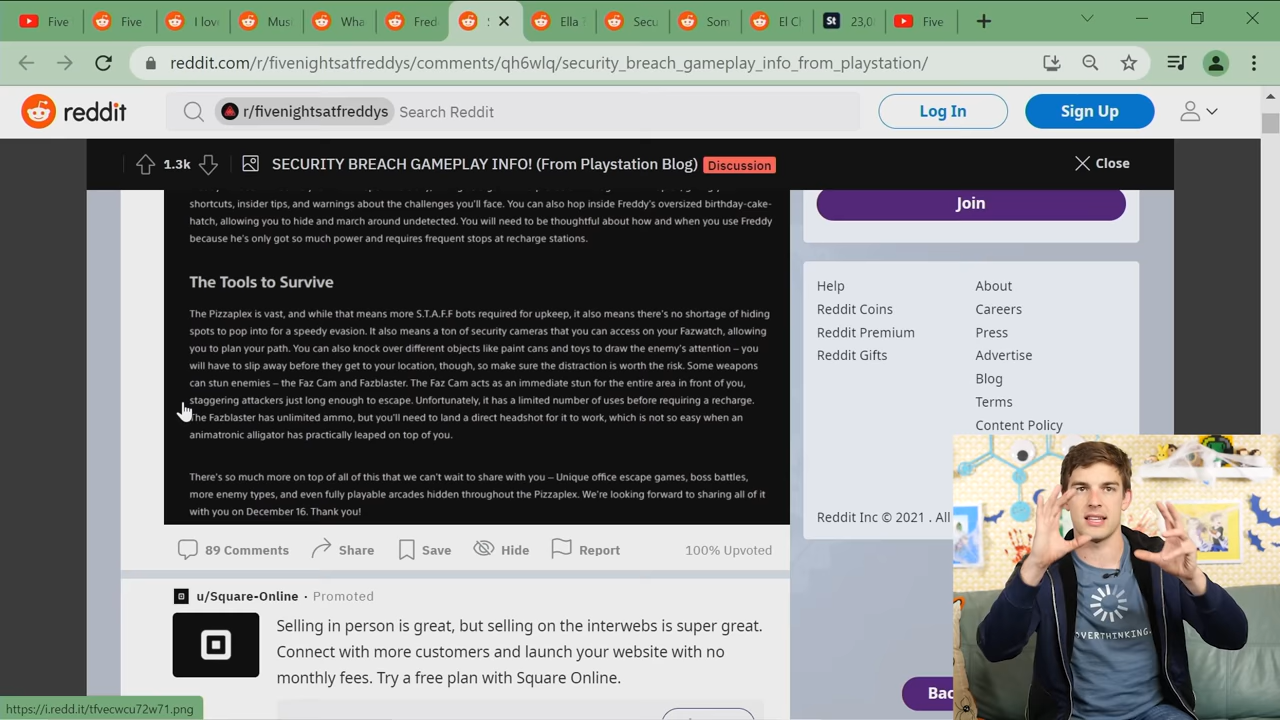 Five
Five
I love
Musi
Wha
Fred
S
Ella
Secu
Som
El Ch
St
23,0
Five
reddit.com/r/fivenightsatfreddys/comments/qh6wlq/security_breach_gameplay_info_from_playstation/
reddit
r/fivenightsatfreddys
Search Reddit
Log In
Sign Up
1.3k
SECURITY BREACH GAMEPLAY INFO! (From Playstation Blog)
Discussion
Close
shortcuts, insider tips, and warnings about the challenges you'll face. You can also hop inside Freddy's oversized birthday-cake-
hatch, allowing you to hide and march around undetected. You will need to be thoughtful about how and when you use Freddy
because he's only got so much power and requires frequent stops at recharge stations.
The Tools to Survive
The Pizzaplex is vast, and while that means more S.T.A.F.F bots required for upkeep, it also means there's no shortage of hiding
spots to pop into for a speedy evasion. It also means a ton of security cameras that you can access on your Fazwatch, allowing
you to plan your path. You can also knock over different objects like paint cans and toys to draw the enemy's attention – you
will have to slip away before they get to your location, though, so make sure the distraction is worth the risk. Some weapons
can stun enemies – the Faz Cam and Fazblaster. The Faz Cam acts as an immediate stun for the entire area in front of you,
staggering attackers just long enough to escape. Unfortunately, it has a limited number of uses before requiring a recharge.
The Fazblaster has unlimited ammo, but you'll need to land a direct headshot for it to work, which is not so easy when an
animatronic alligator has practically leaped on top of you.
There's so much more on top of all of this that we can't wait to share with you – Unique office escape games, boss battles,
more enemy types, and even fully playable arcades hidden throughout the Pizzaplex. We're looking forward to sharing all of it
with you on December 16. Thank you!
89 Comments
Share
Save
Hide
Report
100% Upvoted
u/Square-Online · Promoted
Selling in person is great, but selling on the interwebs is super great.
Connect with more customers and launch your website with no
monthly fees. Try a free plan with Square Online.
Join
Help
About
Reddit Coins
Careers
Reddit Premium
Press
Reddit Gifts
Advertise
Blog
Terms
Content Policy
Reddit Inc © 2021 . All
Bac
OVERTHINKING.
https://i.redd.it/tfvecwcu72w71.png